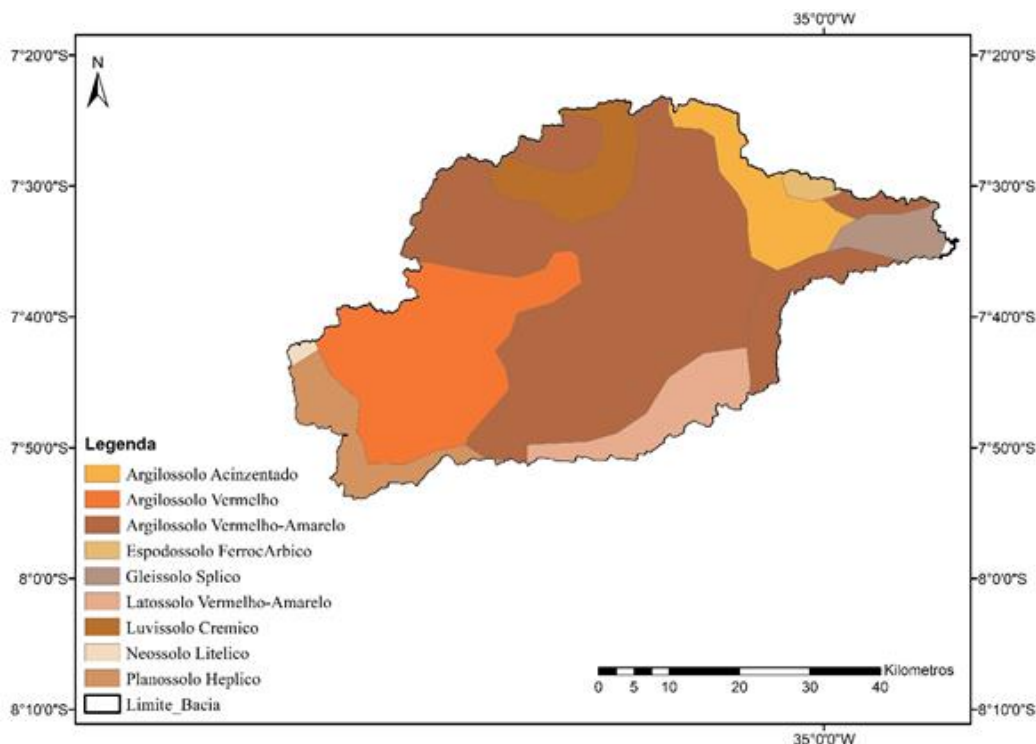 35°0'0"W
7°20'0"S
7°20'0"S
N
7°30'0"S
7°30'0"S
7°40'0"S
7°40'0"S
7°50'0"S
7°50'0"S
Legenda
Argilossolo Acinzentado
Argilossolo Vermelho
Argilossolo Vermelho-Amarelo
Espodossolo FerrocArbico
Gleissolo Splico
Latossolo Vermelho-Amarelo
Luvissolo Cremico
Neossolo Litelico
Planossolo Heplico
Limite_Bacia
8°0'0"S
8°0'0"S
Kilometros
0 5 10 20 30 40
8°10'0"S
8°10'0"S
35°0'0"W